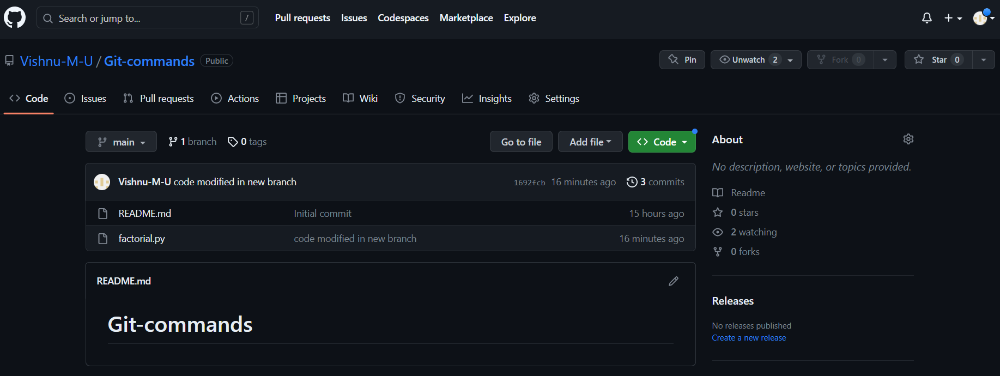 Search or jump to... / Pull requests Issues Codespaces Marketplace Explore
Vishnu-M-U / Git-commands Public Pin Unwatch 2 Fork 0 Star 0
Code Issues Pull requests Actions Projects Wiki Security Insights Settings
main 1 branch 0 tags Go to file Add file Code
Vishnu-M-U code modified in new branch 1692fcb 16 minutes ago 3 commits
README.md Initial commit 15 hours ago
factorial.py code modified in new branch 16 minutes ago
README.md
Git-commands
About
No description, website, or topics provided.
Readme
0 stars
2 watching
0 forks
Releases
No releases published
Create a new release